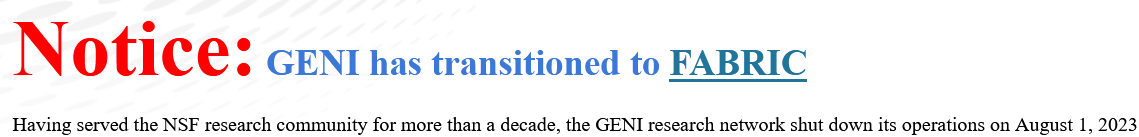 Notice: GENI has transitioned to FABRIC
Having served the NSF research community for more than a decade, the GENI research network shut down its operations on August 1, 2023